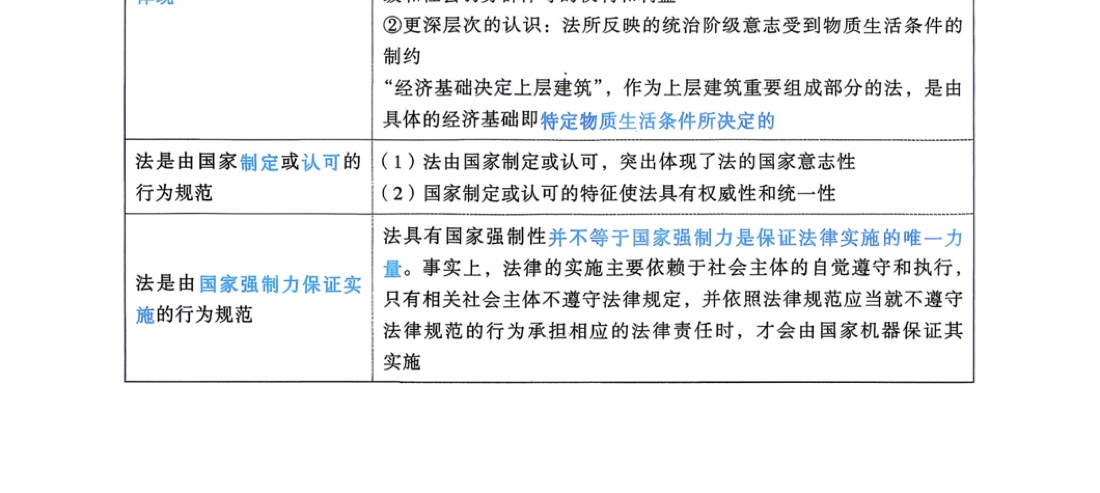 ②更深层次的认识：法所反映的统治阶级意志受到物质生活条件的
制约
“经济基础决定上层建筑”，作为上层建筑重要组成部分的法，是由
具体的经济基础即特定物质生活条件所决定的
法是由国家制定或认可的
行为规范
（1）法由国家制定或认可，突出体现了法的国家意志性
（2）国家制定或认可的特征使法具有权威性和统一性
法是由国家强制力保证实
施的行为规范
法具有国家强制性并不等于国家强制力是保证法律实施的唯一力
量。事实上，法律的实施主要依赖于社会主体的自觉遵守和执行，
只有相关社会主体不遵守法律规定，并依照法律规范应当就不遵守
法律规范的行为承担相应的法律责任时，才会由国家机器保证其
实施